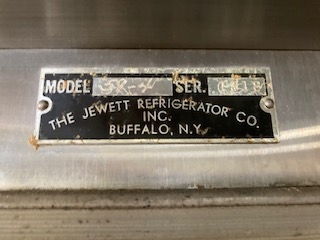 MODEL SER.
THE JEWETT REFRIGERATOR CO.
INC.
BUFFALO, N.Y.